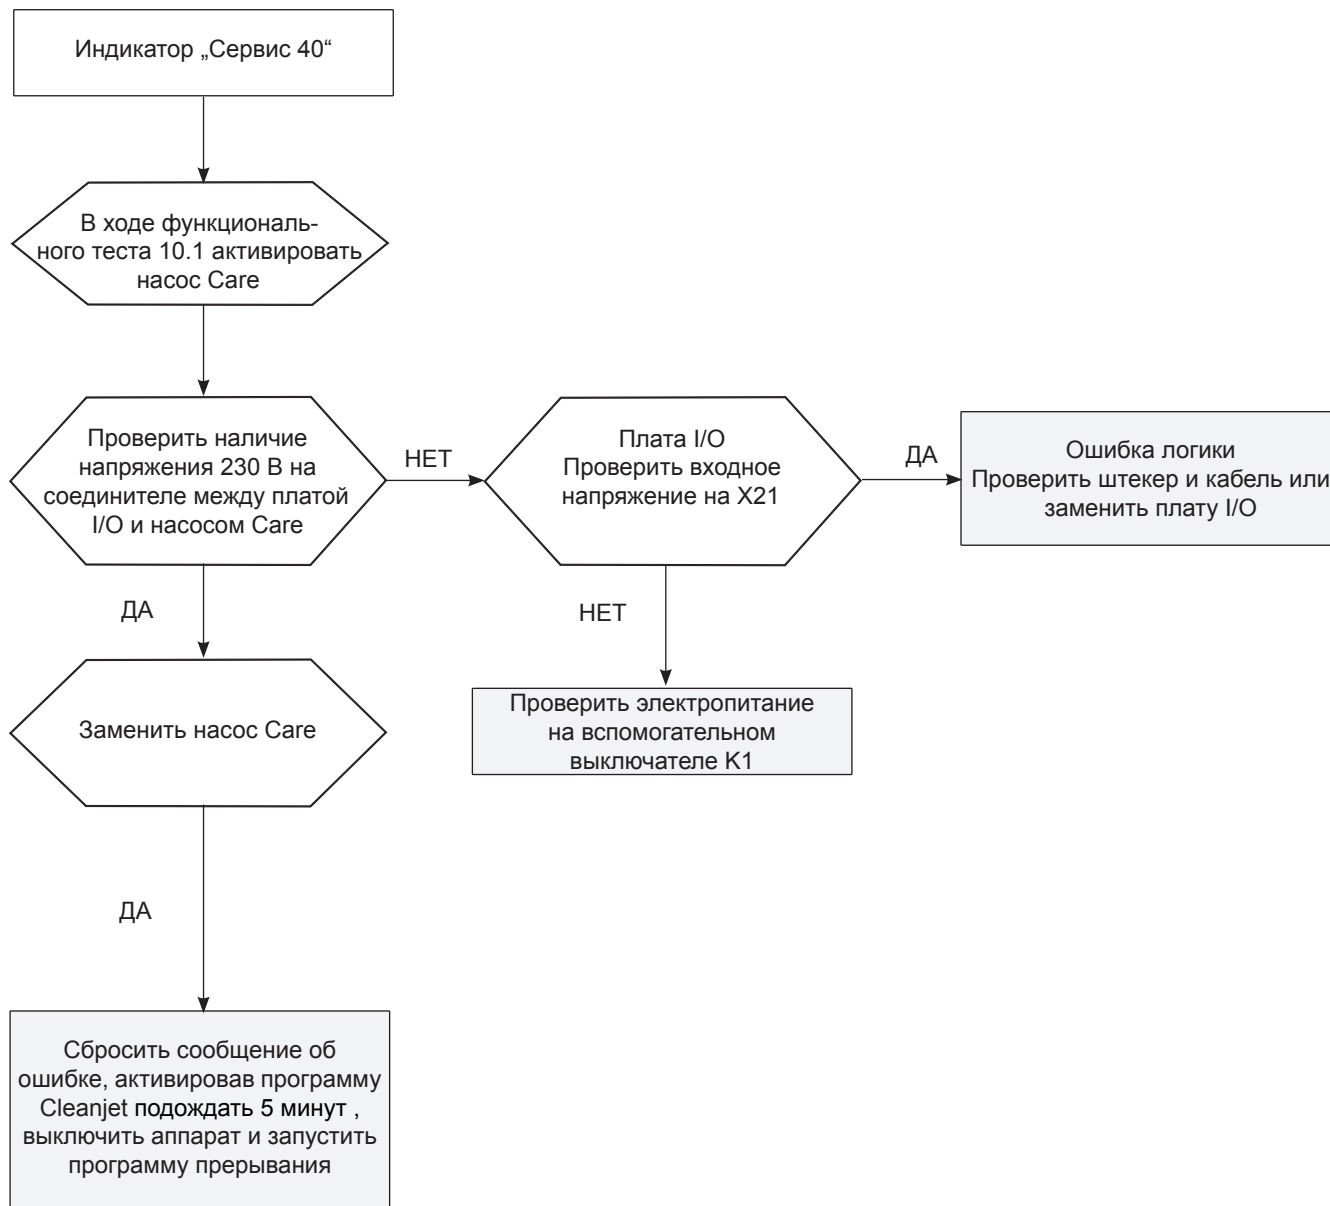 Индикатор „Сервис 40“
В ходе функциональ-
ного теста 10.1 активировать
насос Care
Проверить наличие
напряжения 230 В на
соединителе между платой
I/O и насосом Care
НЕТ
Плата I/O
Проверить входное
напряжение на X21
ДА
Ошибка логики
Проверить штекер и кабель или
заменить плату I/O
ДА
НЕТ
Заменить насос Care
Проверить электропитание
на вспомогательном
выключателе K1
ДА
Сбросить сообщение об
ошибке, активировав программу
Cleanjet подождать 5 минут ,
выключить аппарат и запустить
программу прерывания